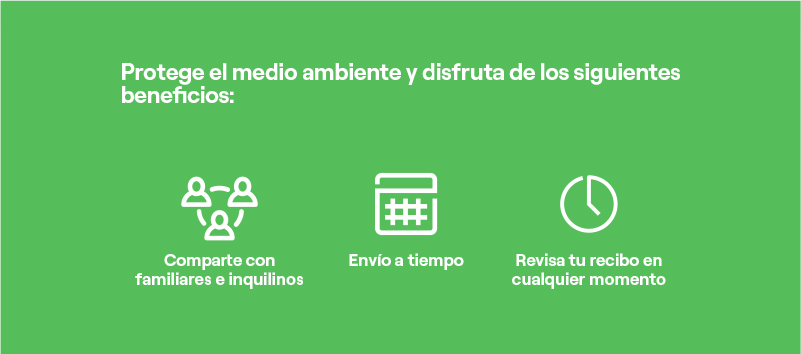 Protege el medio ambiente y disfruta de los siguientes
beneficios:
Comparte con
familiares e inquilinos
Envío a tiempo
Revisa tu recibo en
cualquier momento